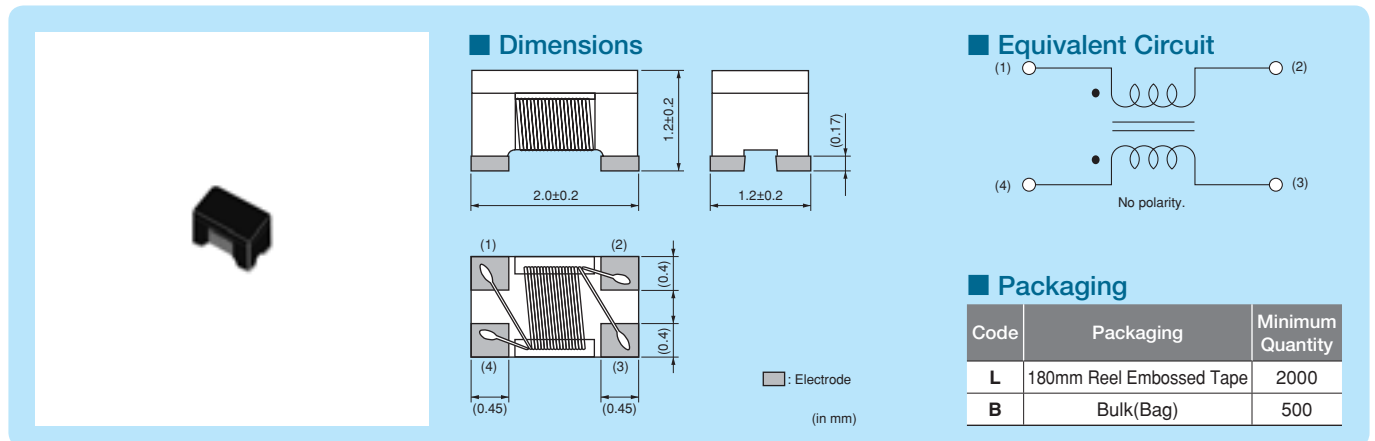 ■ Dimensions
1.2±0.2
(0.17)
2.0±0.2
1.2±0.2
(1)
(2)
(0.4)
(0.4)
(4)
(3)
(0.45)
(0.45)
: Electrode
(in mm)
■ Equivalent Circuit
(1)
(2)
(4)
(3)
No polarity.
■ Packaging
Code Packaging Minimum Quantity
L 180mm Reel Embossed Tape 2000
B Bulk(Bag) 500